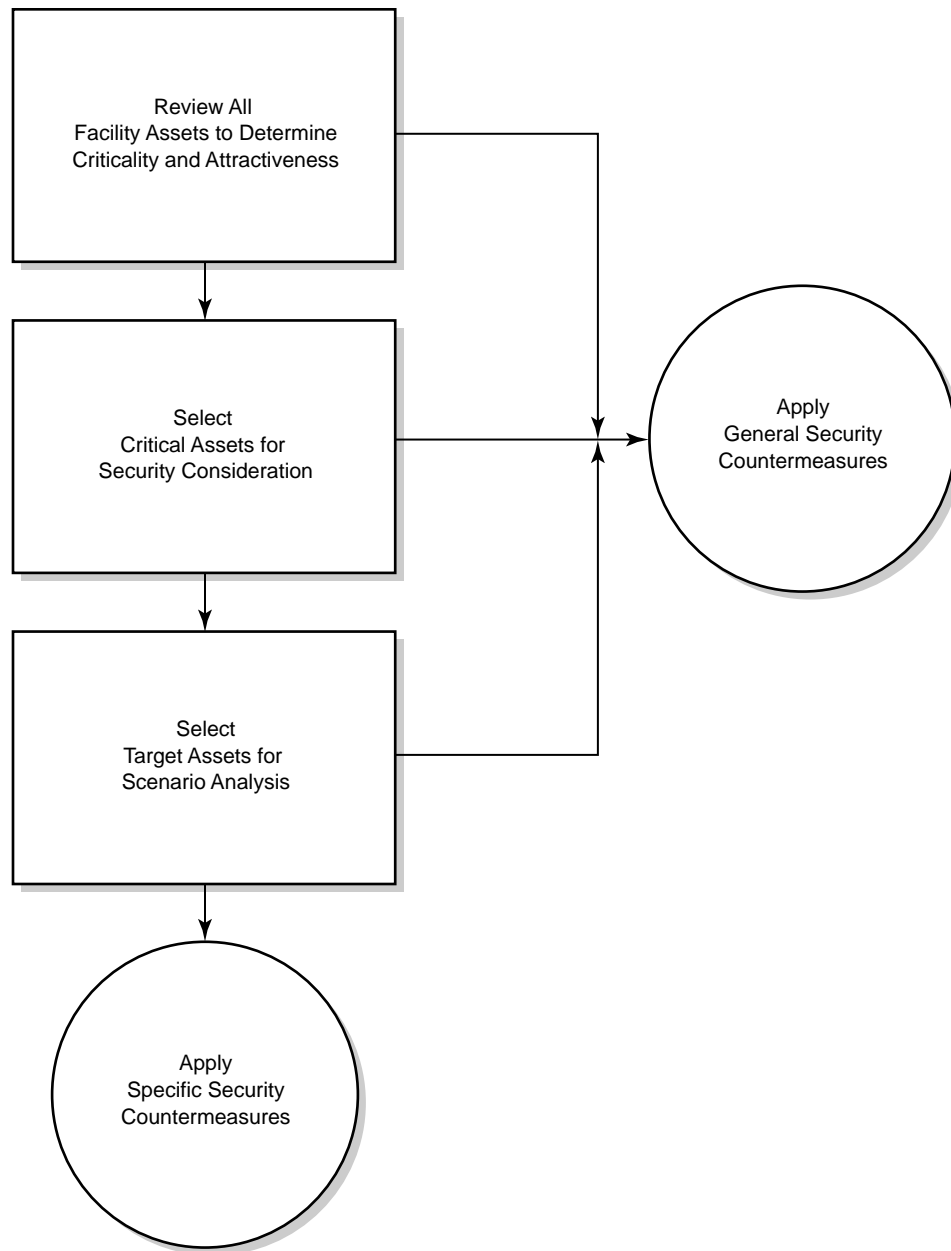 Review All
Facility Assets to Determine
Criticality and Attractiveness
Select
Critical Assets for
Security Consideration
Apply
General Security
Countermeasures
Select
Target Assets for
Scenario Analysis
Apply
Specific Security
Countermeasures